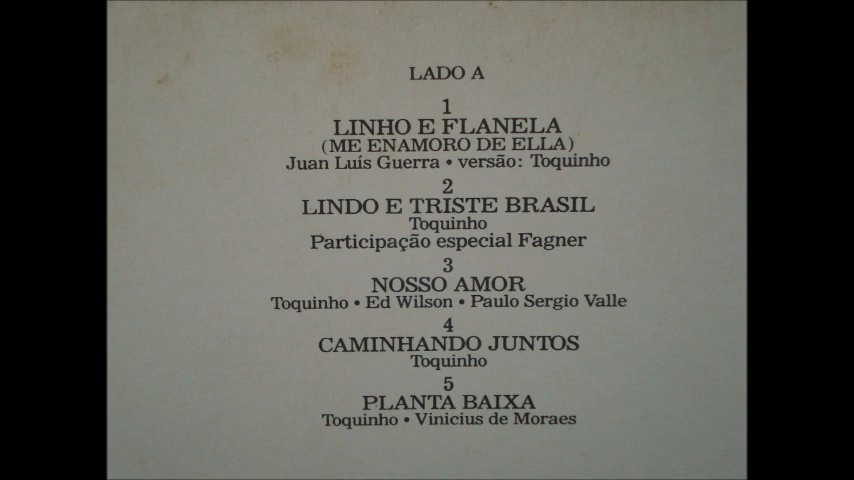 LADO A
1
LINHO E FLANELA
(ME ENAMORO DE ELLA)
Juan Luís Guerra • versão: Toquinho
2
LINDO E TRISTE BRASIL
Toquinho
Participação especial Fagner
3
NOSSO AMOR
Toquinho • Ed Wilson • Paulo Sergio Valle
4
CAMINHANDO JUNTOS
Toquinho
5
PLANTA BAIXA
Toquinho • Vinicius de Moraes